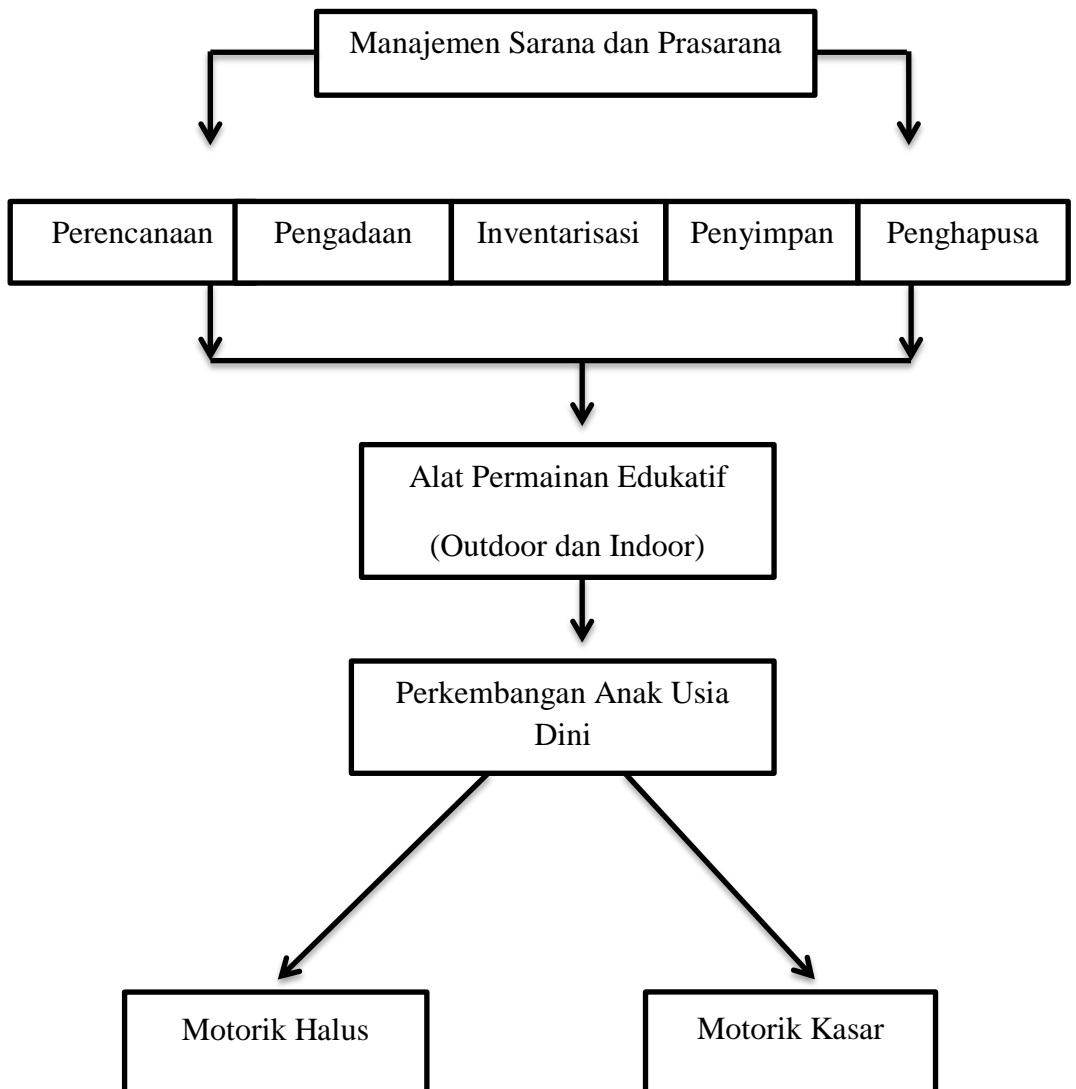 Manajemen Sarana dan Prasarana
Perencanaan Pengadaan Inventarisasi Penyimpan Penghapusa
Alat Permainan Edukatif
(Outdoor dan Indoor)
Perkembangan Anak Usia
Dini
Motorik Halus Motorik Kasar